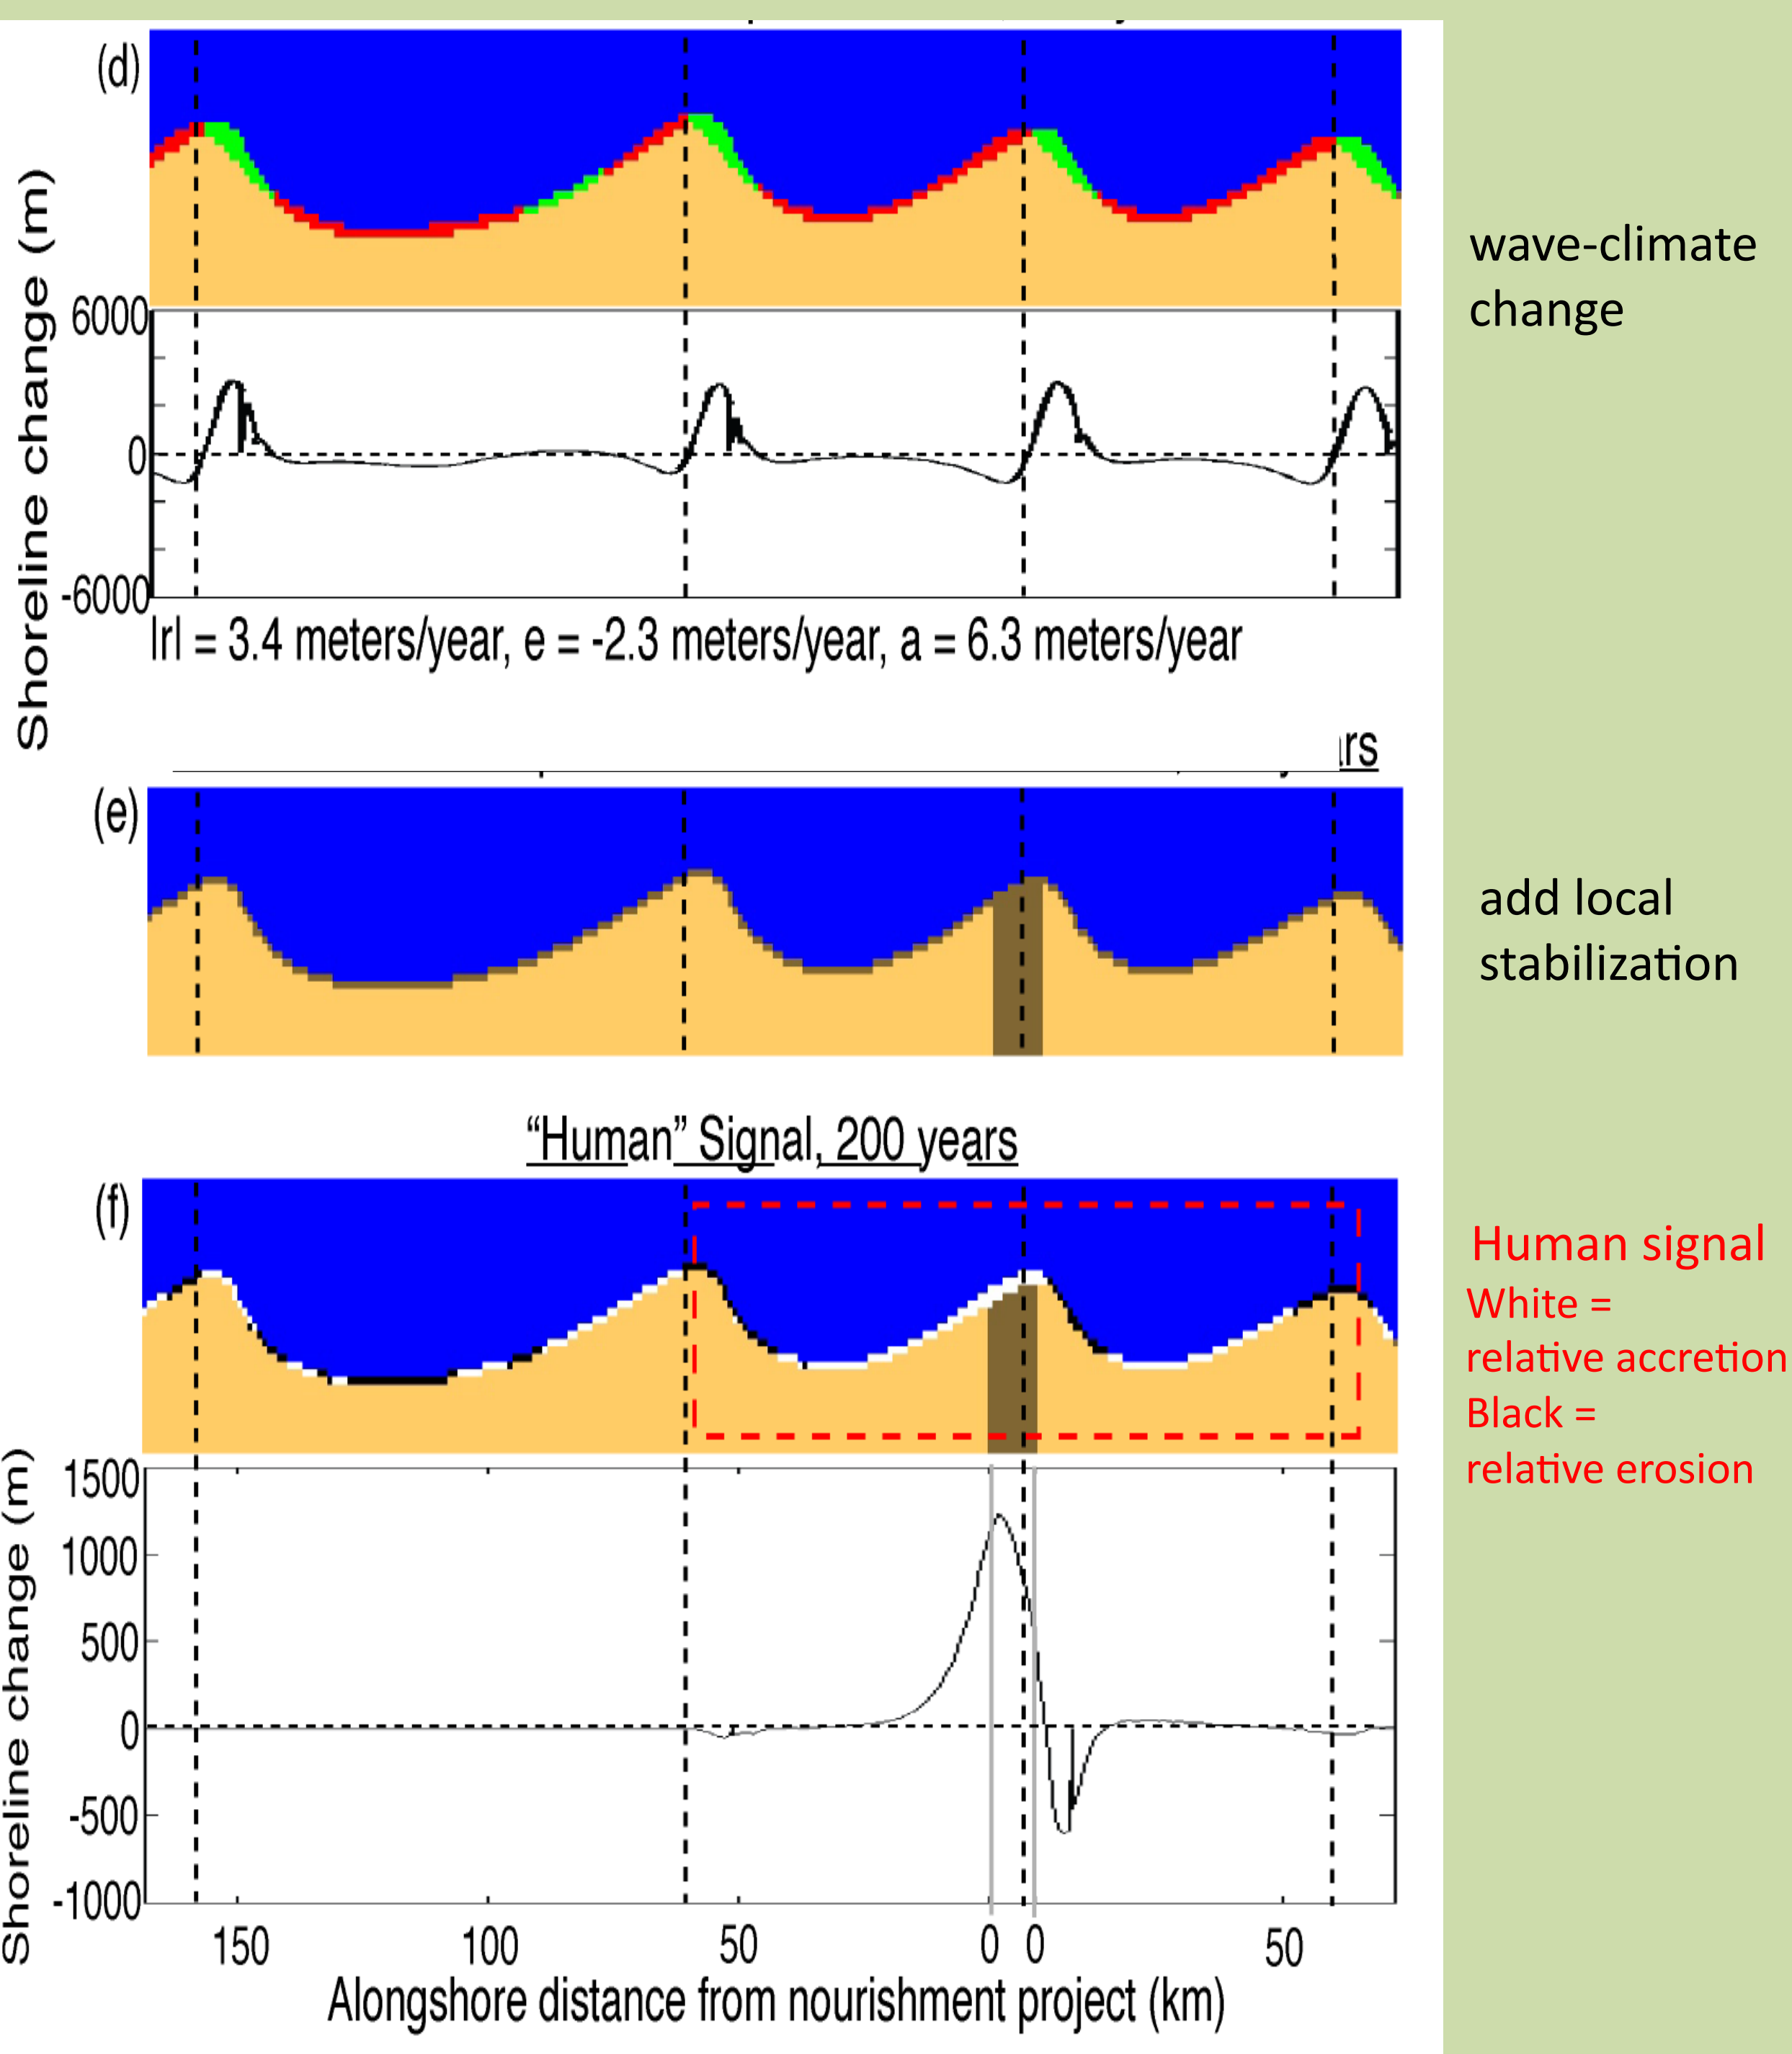 (d)
Shoreline change (m)
6000
0
-6000
wave-climate
change
|r| = 3.4 meters/year, e = -2.3 meters/year, a = 6.3 meters/year
(e)
add local
stabilization
"Human" Signal, 200 years
(f)
Human signal
White =
relative accretion
Black =
relative erosion
Shoreline change (m)
1500
1000
500
0
-500
-1000
150 100 50 0 0 50
Alongshore distance from nourishment project (km)